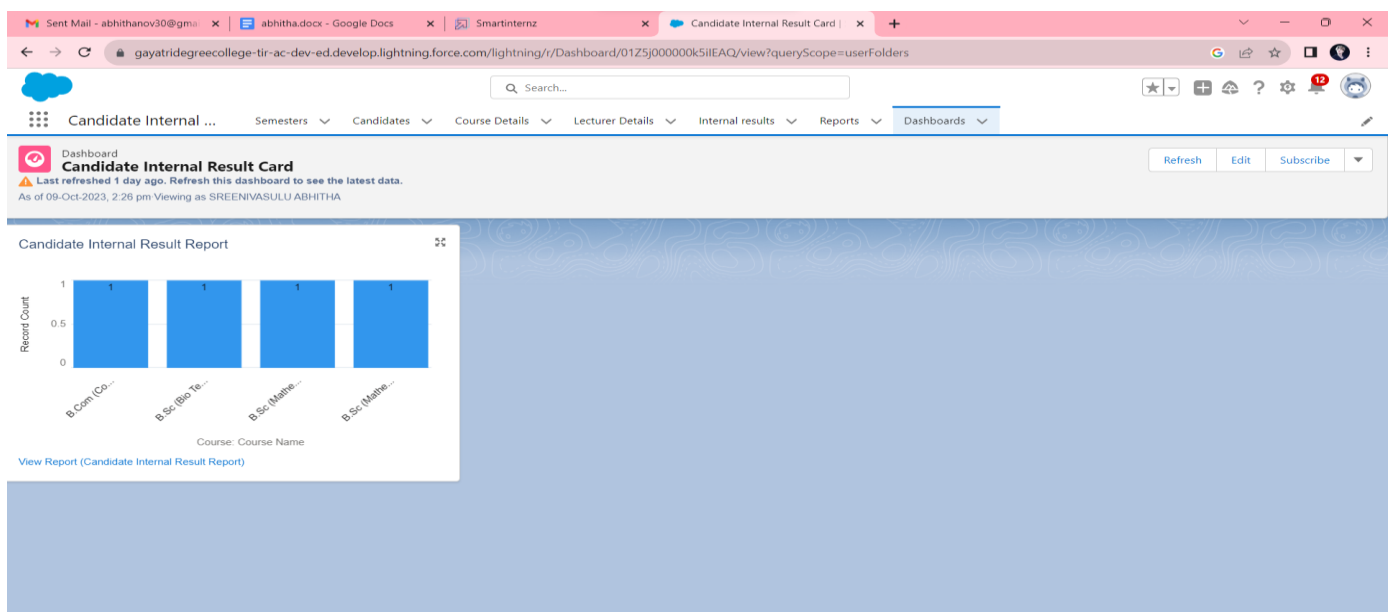 Sent Mail - abhithanov30@gmai
abhitha.docx - Google Docs
Smartinternz
Candidate Internal Result Card |
gayatridegreecollege-tir-ac-dev-ed.develop.lightning.force.com/lightning/r/Dashboard/01Z5j000000k5iIEAQ/view?queryScope=userFolders
Search...
12
Candidate Internal ... Semesters Candidates Course Details Lecturer Details Internal results Reports Dashboards
Dashboard
Candidate Internal Result Card
Last refreshed 1 day ago. Refresh this dashboard to see the latest data.
As of 09-Oct-2023, 2:26 pm·Viewing as SREENIVASULU ABHITHA
Refresh Edit Subscribe
Candidate Internal Result Report
Record Count
1
0.5
0
1 1 1 1
B.Com (Co...
B.Sc (Bio Te...
B.Sc (Mathe...
B.Sc (Mathe...
Course: Course Name
View Report (Candidate Internal Result Report)